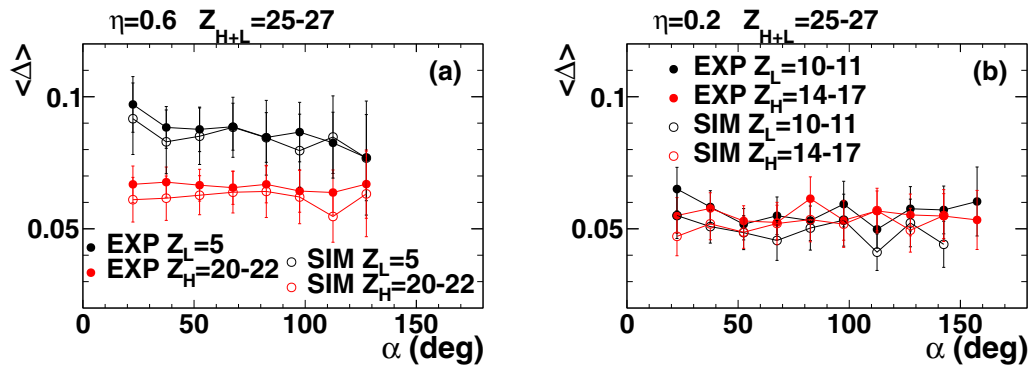 η=0.6 Z_H+L=25-27
<Δ>
(a)
0.1
0.05
EXP Z_L=5
EXP Z_H=20-22
SIM Z_L=5
SIM Z_H=20-22
0 50 100 150
α (deg)
η=0.2 Z_H+L=25-27
<Δ>
(b)
EXP Z_L=10-11
EXP Z_H=14-17
SIM Z_L=10-11
SIM Z_H=14-17
0.1
0.05
0 50 100 150
α (deg)